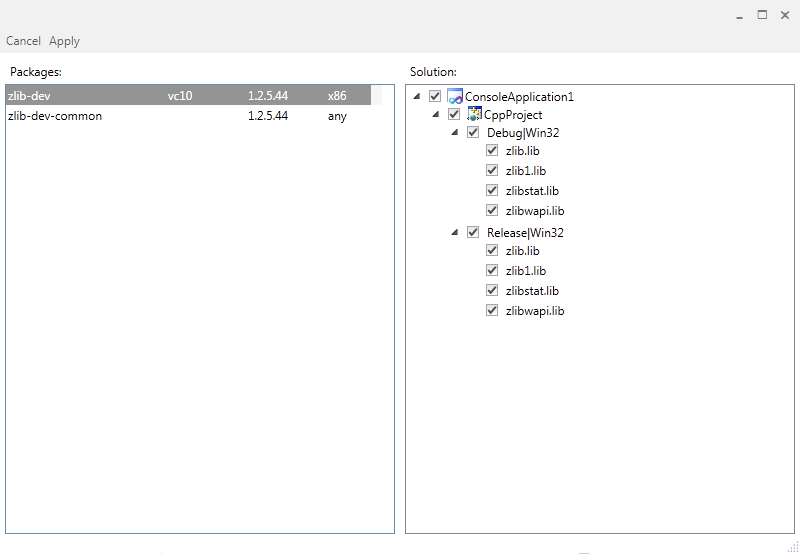 Cancel Apply
Packages:
zlib-dev vc10 1.2.5.44 x86
zlib-dev-common 1.2.5.44 any
Solution:
ConsoleApplication1
CppProject
Debug|Win32
zlib.lib
zlib1.lib
zlibstat.lib
zlibwapi.lib
Release|Win32
zlib.lib
zlib1.lib
zlibstat.lib
zlibwapi.lib